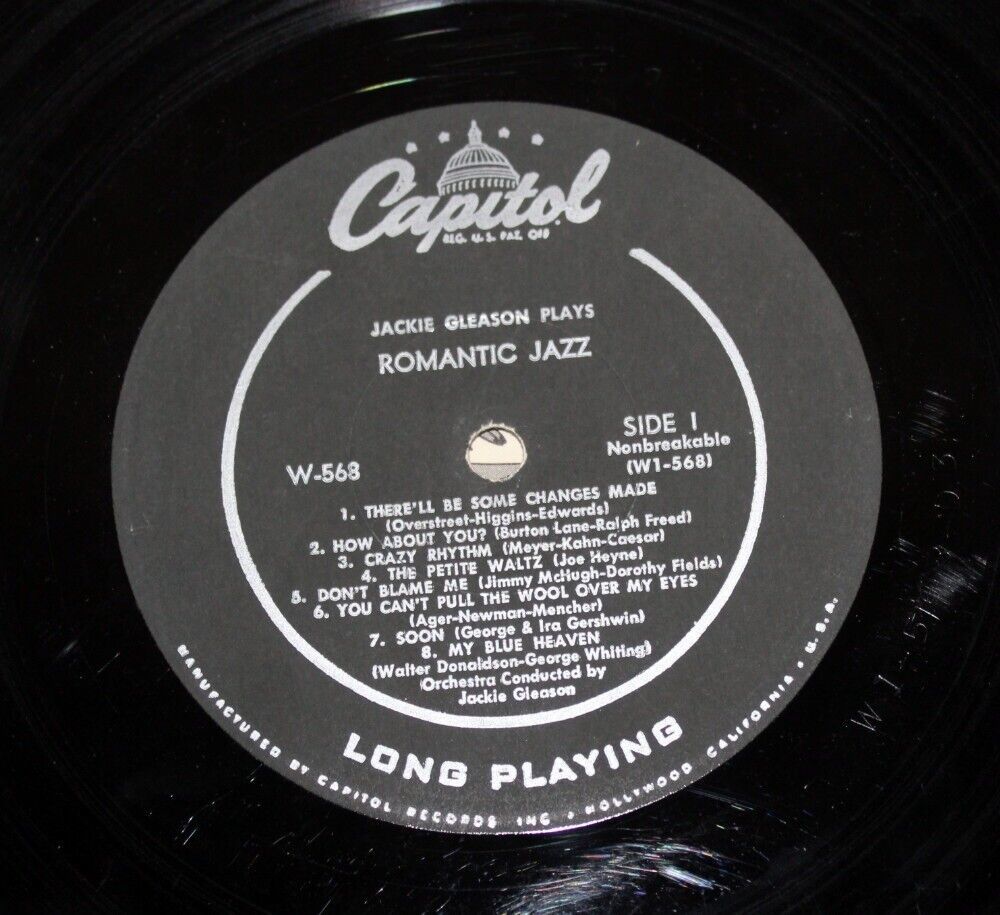 Capitol
REG. U.S. PAT. OFF.
JACKIE GLEASON PLAYS
ROMANTIC JAZZ
SIDE 1
Nonbreakable
(W1-568)
W-568
1. THERE'LL BE SOME CHANGES MADE
(Overstreet-Higgins-Edwards)
2. HOW ABOUT YOU? (Burton Lane-Ralph Freed)
3. CRAZY RHYTHM (Meyer-Kahn-Caesar)
4. THE PETITE WALTZ (Joe Heyne)
5. DON'T BLAME ME (Jimmy McHugh-Dorothy Fields)
6. YOU CAN'T PULL THE WOOL OVER MY EYES
(Ager-Newman-Mencher)
7. SOON (George & Ira Gershwin)
8. MY BLUE HEAVEN
(Walter Donaldson-George Whiting)
Orchestra Conducted by
Jackie Gleason
LONG PLAYING
MANUFACTURED BY CAPITOL RECORDS INC • HOLLYWOOD CALIFORNIA • U.S.A.